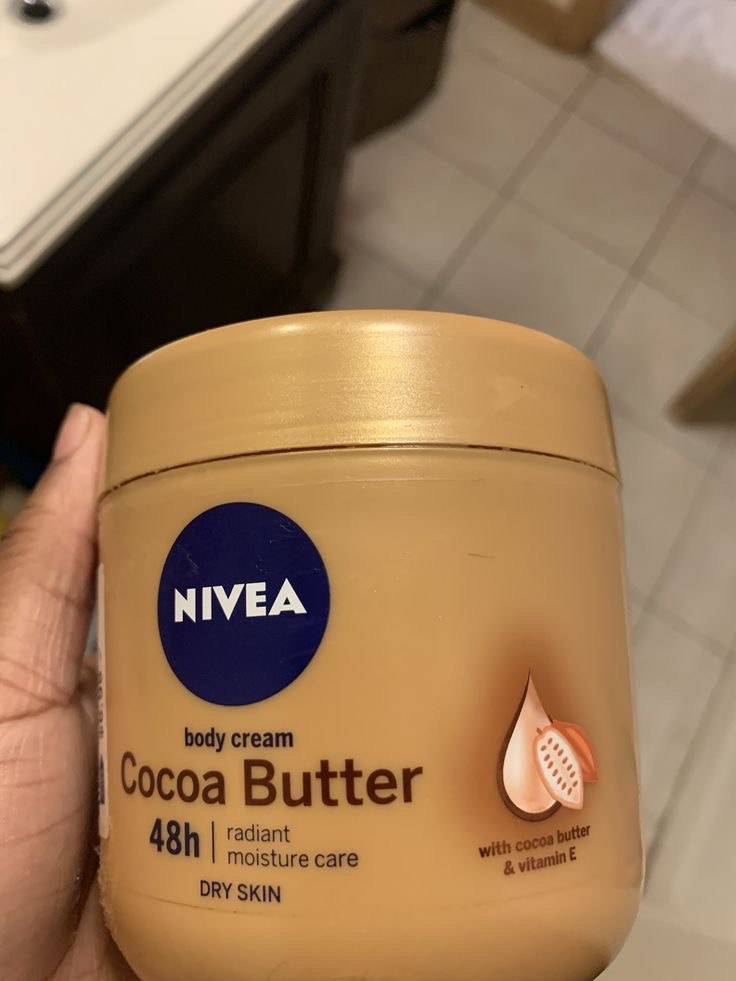 NIVEA
body cream
Cocoa Butter
48h
radiant
moisture care
DRY SKIN
with cocoa butter
& vitamin E